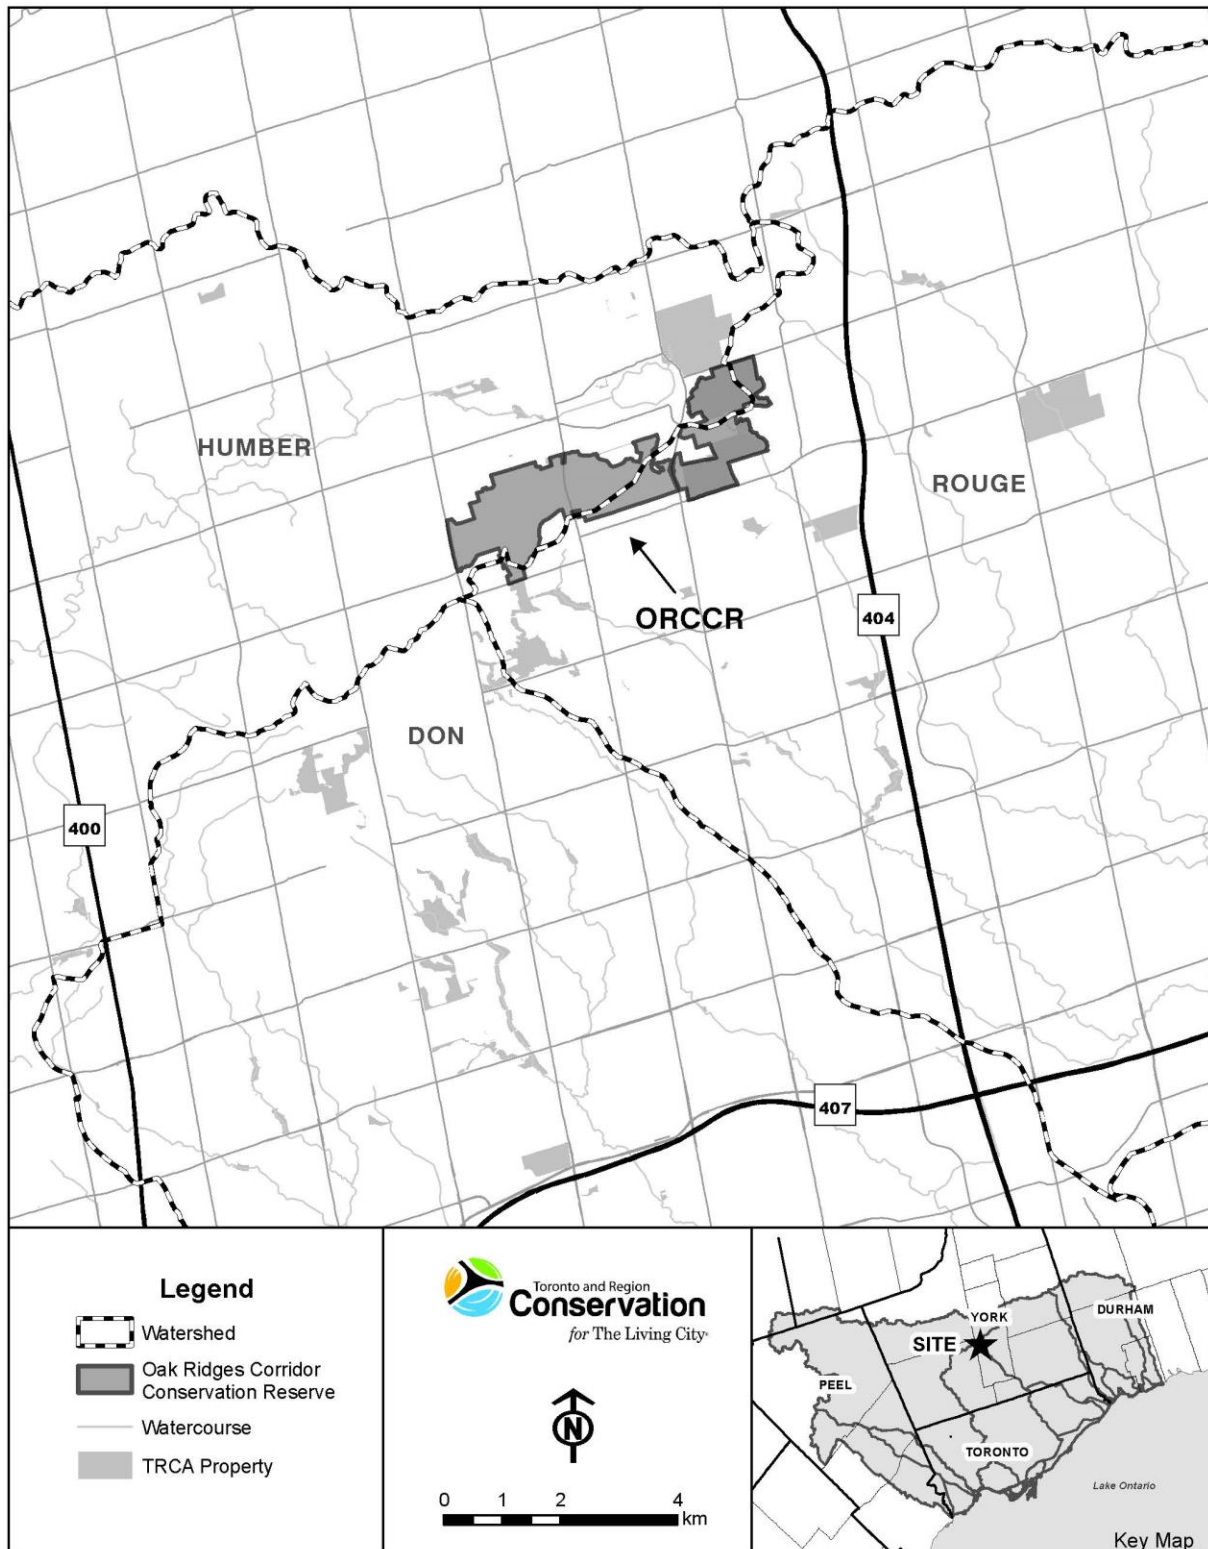 HUMBER
ROUGE
ORCCR
404
DON
400
407
Legend
Watershed
Oak Ridges Corridor
Conservation Reserve
Watercourse
TRCA Property
Toronto and Region
Conservation
for The Living City
N
0 1 2 4
km
YORK
DURHAM
SITE
PEEL
TORONTO
Lake Ontario
Key Map